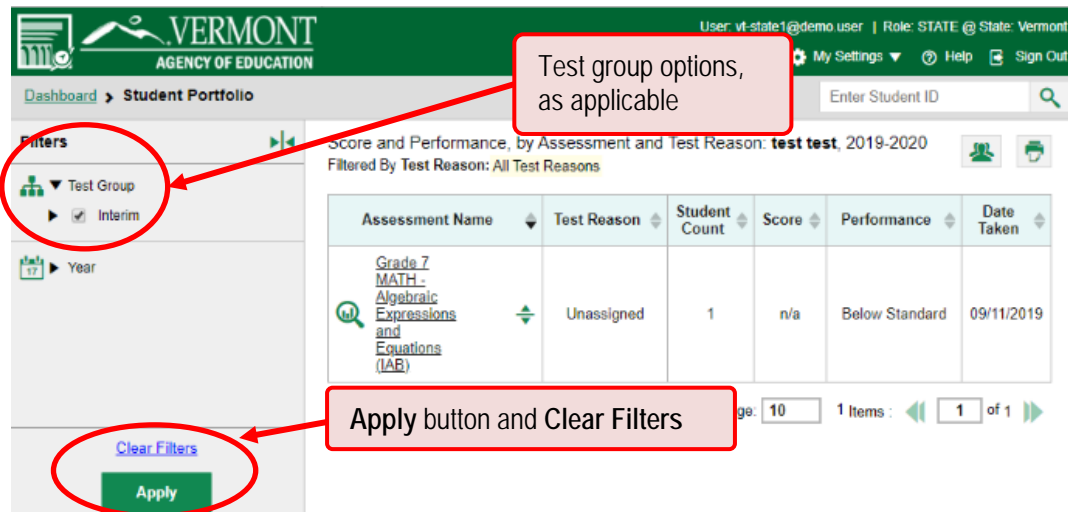 VERMONT
AGENCY OF EDUCATION
User: vt-state1@demo.user | Role: STATE @ State: Vermont
My Settings ▼ Help Sign Out
Dashboard > Student Portfolio
Enter Student ID
Test group options,
as applicable
Filters
▼ Test Group
▶ Interim
17 ▶ Year
Score and Performance, by Assessment and Test Reason: test test, 2019-2020
Filtered By Test Reason: All Test Reasons
Assessment Name Test Reason Student Count Score Performance Date Taken
Grade 7
MATH -
Algebraic
Expressions
and
Equations
(IAB)
Unassigned 1 n/a Below Standard 09/11/2019
10 1 Items : 1 of 1
Apply button and Clear Filters
Clear Filters
Apply